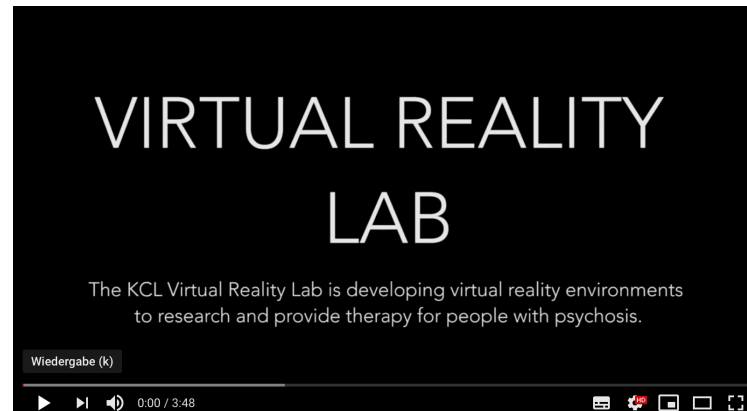 VIRTUAL REALITY
LAB
The KCL Virtual Reality Lab is developing virtual reality environments
to research and provide therapy for people with psychosis.
Wiedergabe (k)
0:00 / 3:48
HD